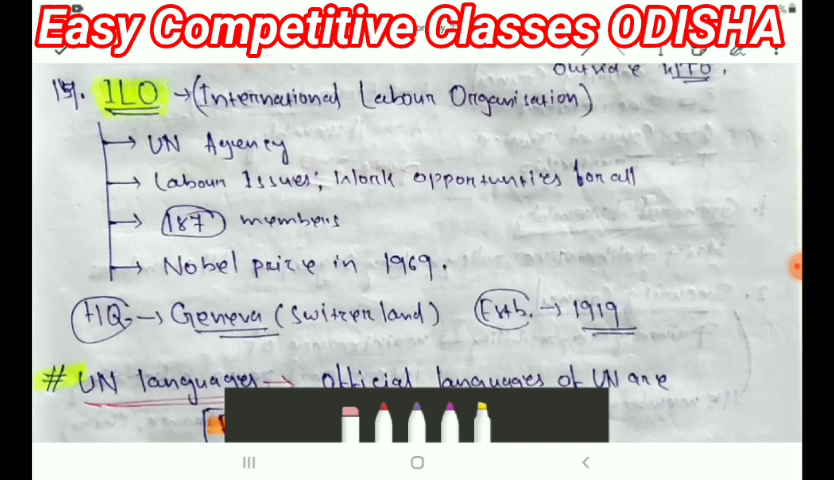 Easy Competitive Classes ODISHA
outside WTO.
15. ILO → (International Labour Organisation)
→ UN Agency
→ Labour Issues, Work opportunities for all
→ 187 members
→ Nobel prize in 1969.
HQ. → Geneva (Switzerland) Estb. → 1919
# UN languages → official languages of UN are